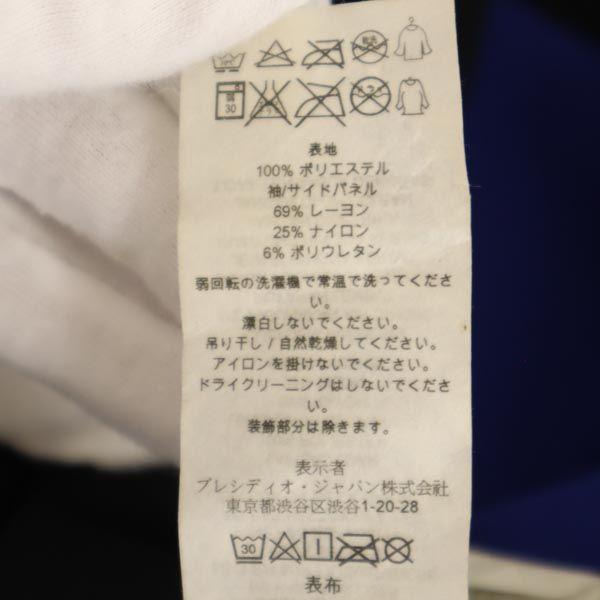 弱
30
表地
100% ポリエステル
袖/サイドパネル
69% レーヨン
25% ナイロン
6% ポリウレタン
弱回転の洗濯機で常温で洗ってくださ
い。
漂白しないでください。
吊り干し / 自然乾燥してください。
アイロンを掛けないでください。
ドライクリーニングはしないでくださ
い。
装飾部分は除きます。
表示者
プレシディオ・ジャパン株式会社
東京都渋谷区渋谷1-20-28
30
表布